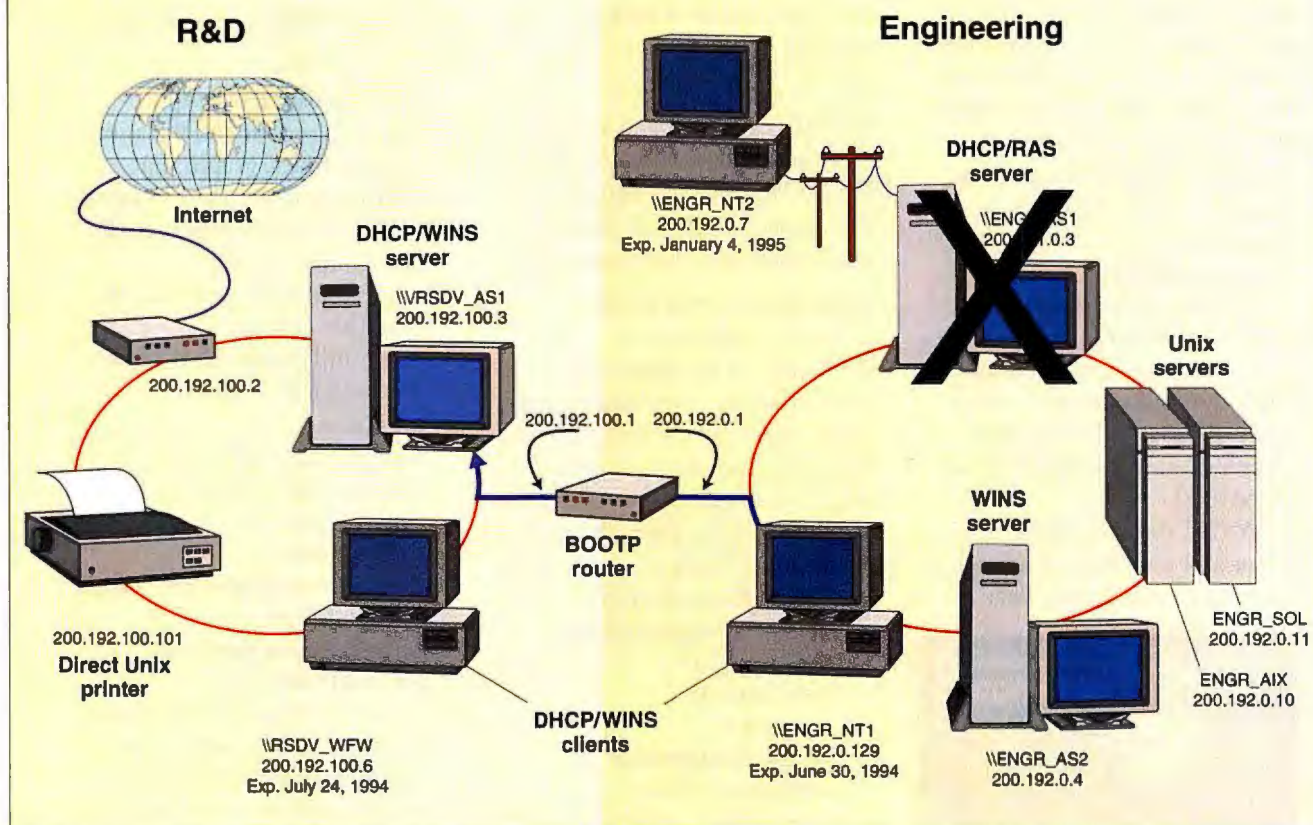 R&D
Engineering
Internet
DHCP/WINS
server
\\\VRSDV_AS1
200.192.100.3
200.192.100.2
\\ENGR_NT2
200.192.0.7
Exp. January 4, 1995
DHCP/RAS
server
.0.3
Unix
servers
200.192.100.1
200.192.0.1
BOOTP
router
WINS
server
200.192.100.101
Direct Unix
printer
DHCP/WINS
clients
\\RSDV_WFW
200.192.100.6
Exp. July 24, 1994
\\ENGR_NT1
200.192.0.129
Exp. June 30, 1994
\\ENGR_AS2
200.192.0.4
ENGR_SOL
200.192.0.11
ENGR_AIX
200.192.0.10